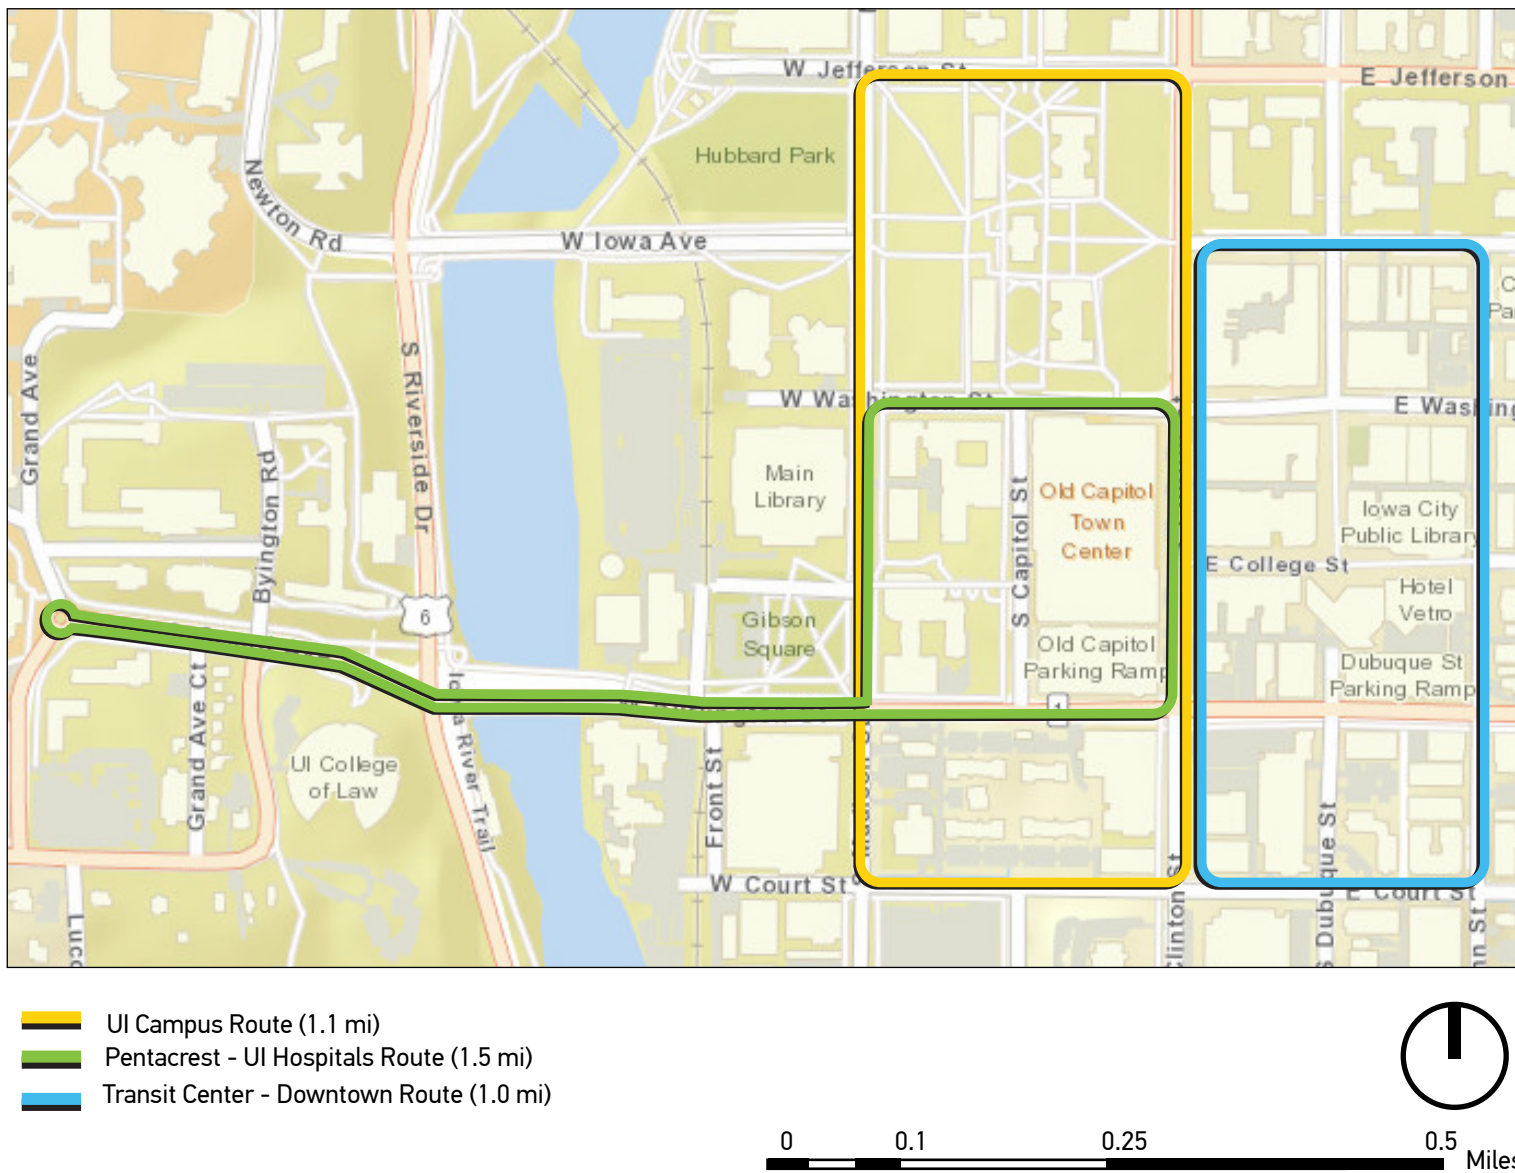 W Jefferson St
E Jefferson
Hubbard Park
Newton Rd
W Iowa Ave
Grand Ave
S Riverside Dr
W Washington St
E Washing
Main
Library
Old Capitol
Town
Center
Iowa City
Public Library
Byington Rd
S Capitol St
E College St
Hotel
Vetro
6
Gibson
Square
Old Capitol
Parking Ramp
Dubuque St
Parking Ramp
1
Grand Ave Ct
Iowa River Trail
UI College
of Law
Front St
W Court St
E Court St
Clinton St
S Dubuque St
UI Campus Route (1.1 mi)
Pentacrest - UI Hospitals Route (1.5 mi)
Transit Center - Downtown Route (1.0 mi)
0 0.1 0.25 0.5
Miles